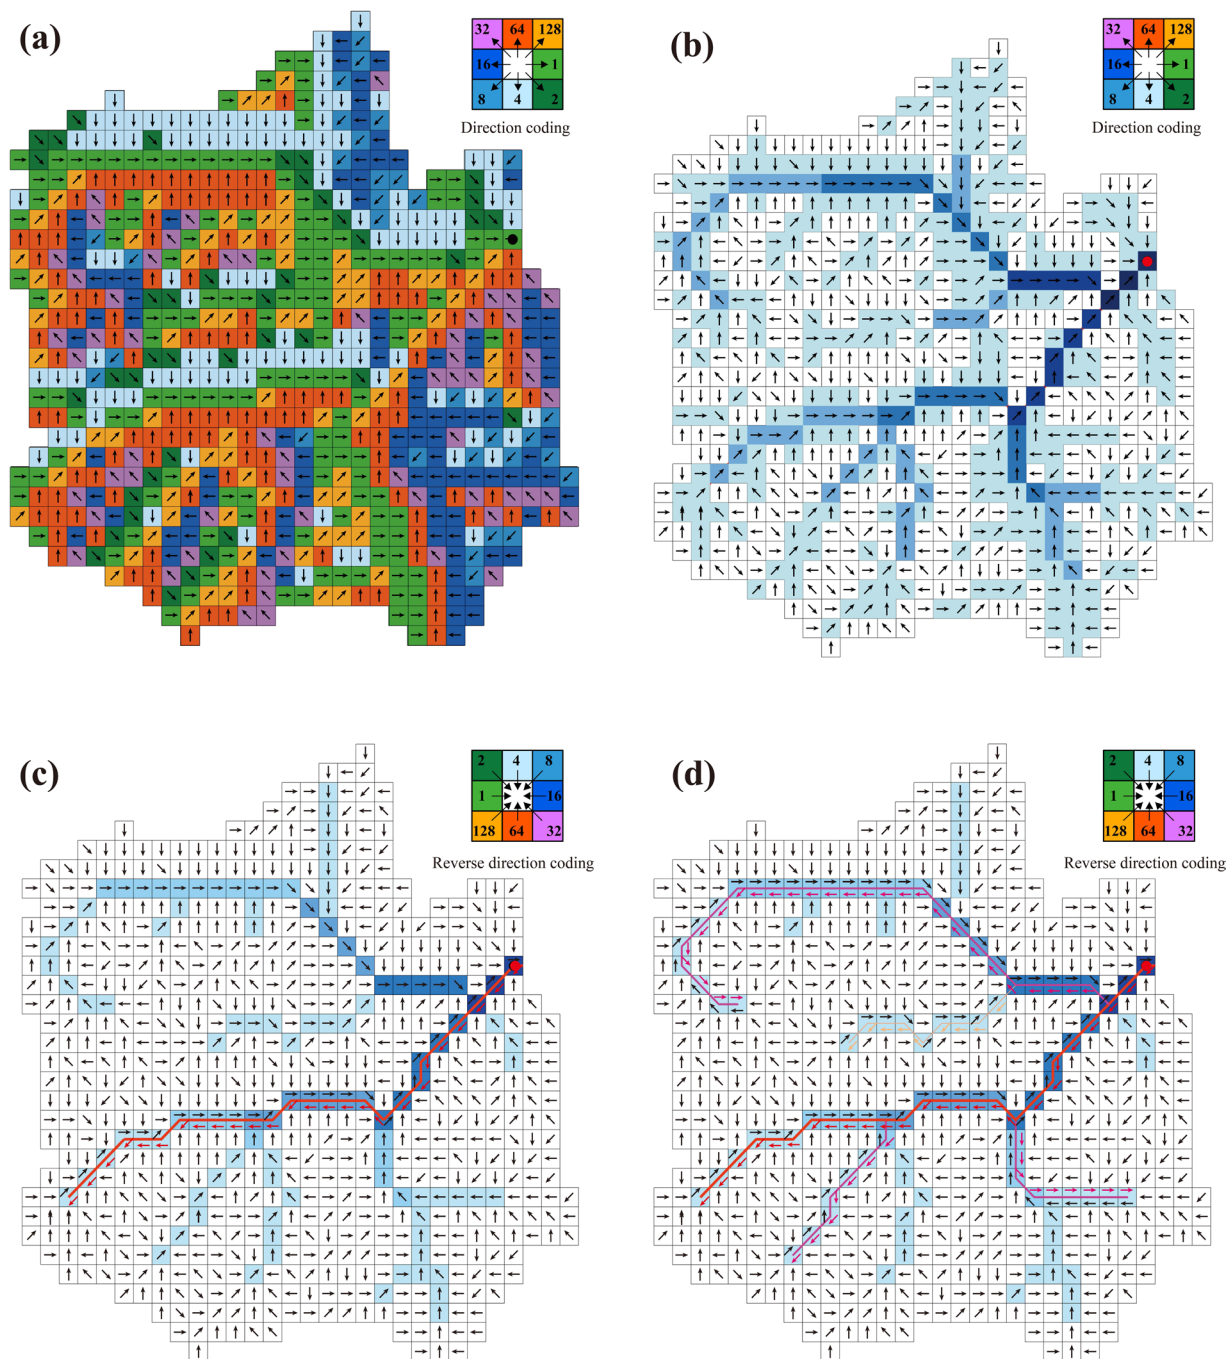 (a)
32 64 128
16 1
8 4 2
Direction coding
(b)
32 64 128
16 1
8 4 2
Direction coding
(c)
2 4 8
1 16
128 64 32
Reverse direction coding
(d)
2 4 8
1 16
128 64 32
Reverse direction coding